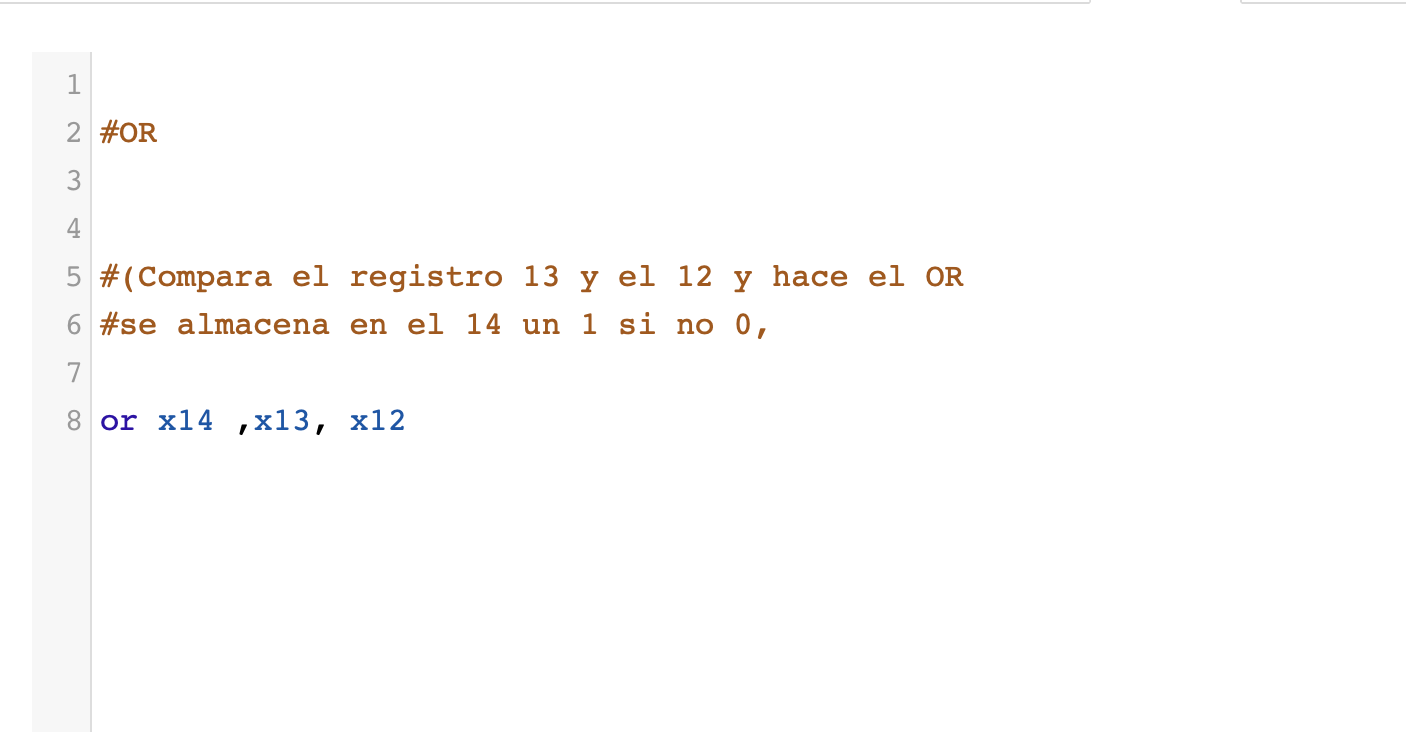 1
2 #OR
3
4
5 #(Compara el registro 13 y el 12 y hace el OR
6 #se almacena en el 14 un 1 si no 0,
7
8 or x14 ,x13, x12